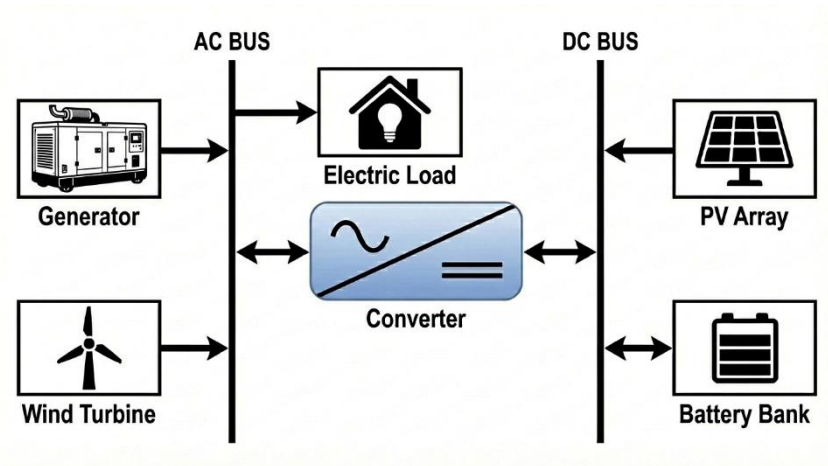 AC BUS
DC BUS
Generator
Electric Load
PV Array
Converter
Wind Turbine
Battery Bank